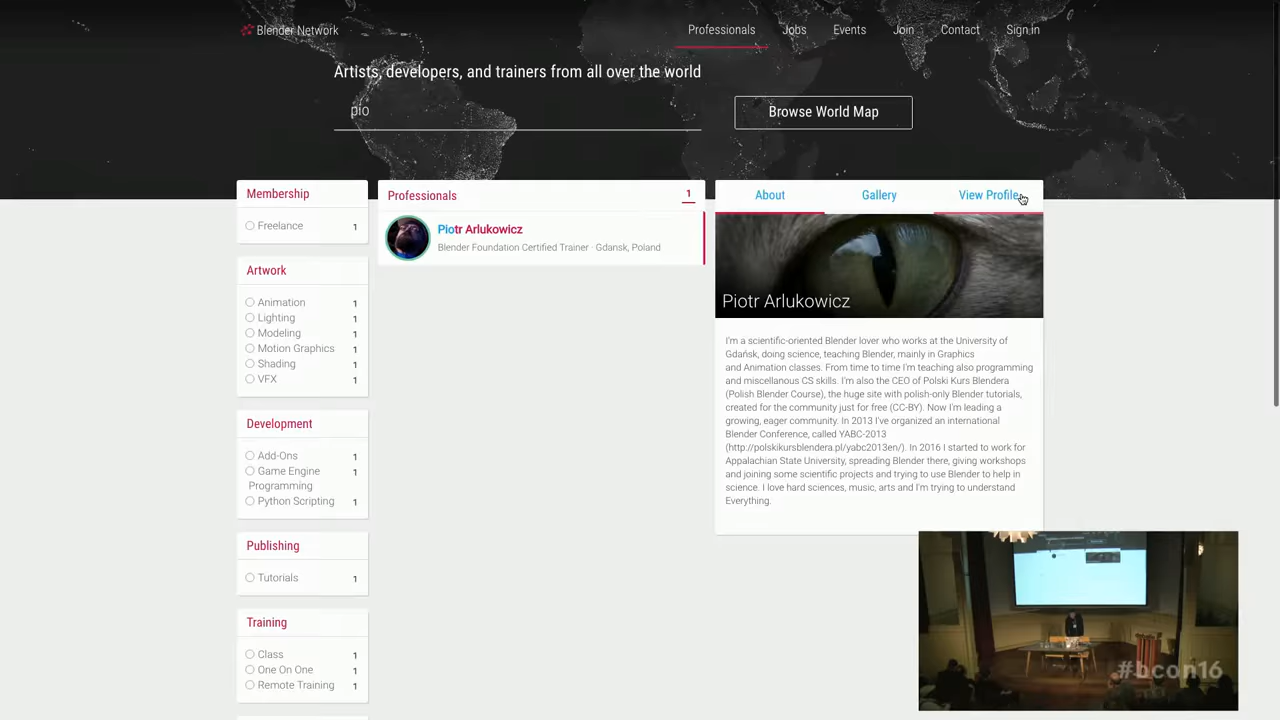 Blender Network
Professionals
Jobs
Events
Join
Contact
Sign in
Artists, developers, and trainers from all over the world
pio
Browse World Map
Membership
Freelance 1
Artwork
Animation 1
Lighting 1
Modeling 1
Motion Graphics 1
Shading 1
VFX 1
Development
Add-Ons 1
Game Engine
Programming 1
Python Scripting 1
Publishing
Tutorials 1
Training
Class 1
One On One 1
Remote Training 1
Professionals 1
Piotr Arlukowicz
Blender Foundation Certified Trainer · Gdansk, Poland
About
Gallery
View Profile
Piotr Arlukowicz
I'm a scientific-oriented Blender lover who works at the University of
Gdańsk, doing science, teaching Blender, mainly in Graphics
and Animation classes. From time to time I'm teaching also programming
and miscellanous CS skills. I'm also the CEO of Polski Kurs Blendera
(Polish Blender Course), the huge site with polish-only Blender tutorials,
created for the community just for free (CC-BY). Now I'm leading a
growing, eager community. In 2013 I've organized an international
Blender Conference, called YABC-2013
(http://polskikursblendera.pl/yabc2013en/). In 2016 I started to work for
Appalachian State University, spreading Blender there, giving workshops
and joining some scientific projects and trying to use Blender to help in
science. I love hard sciences, music, arts and I'm trying to understand
Everything.
#bcon16